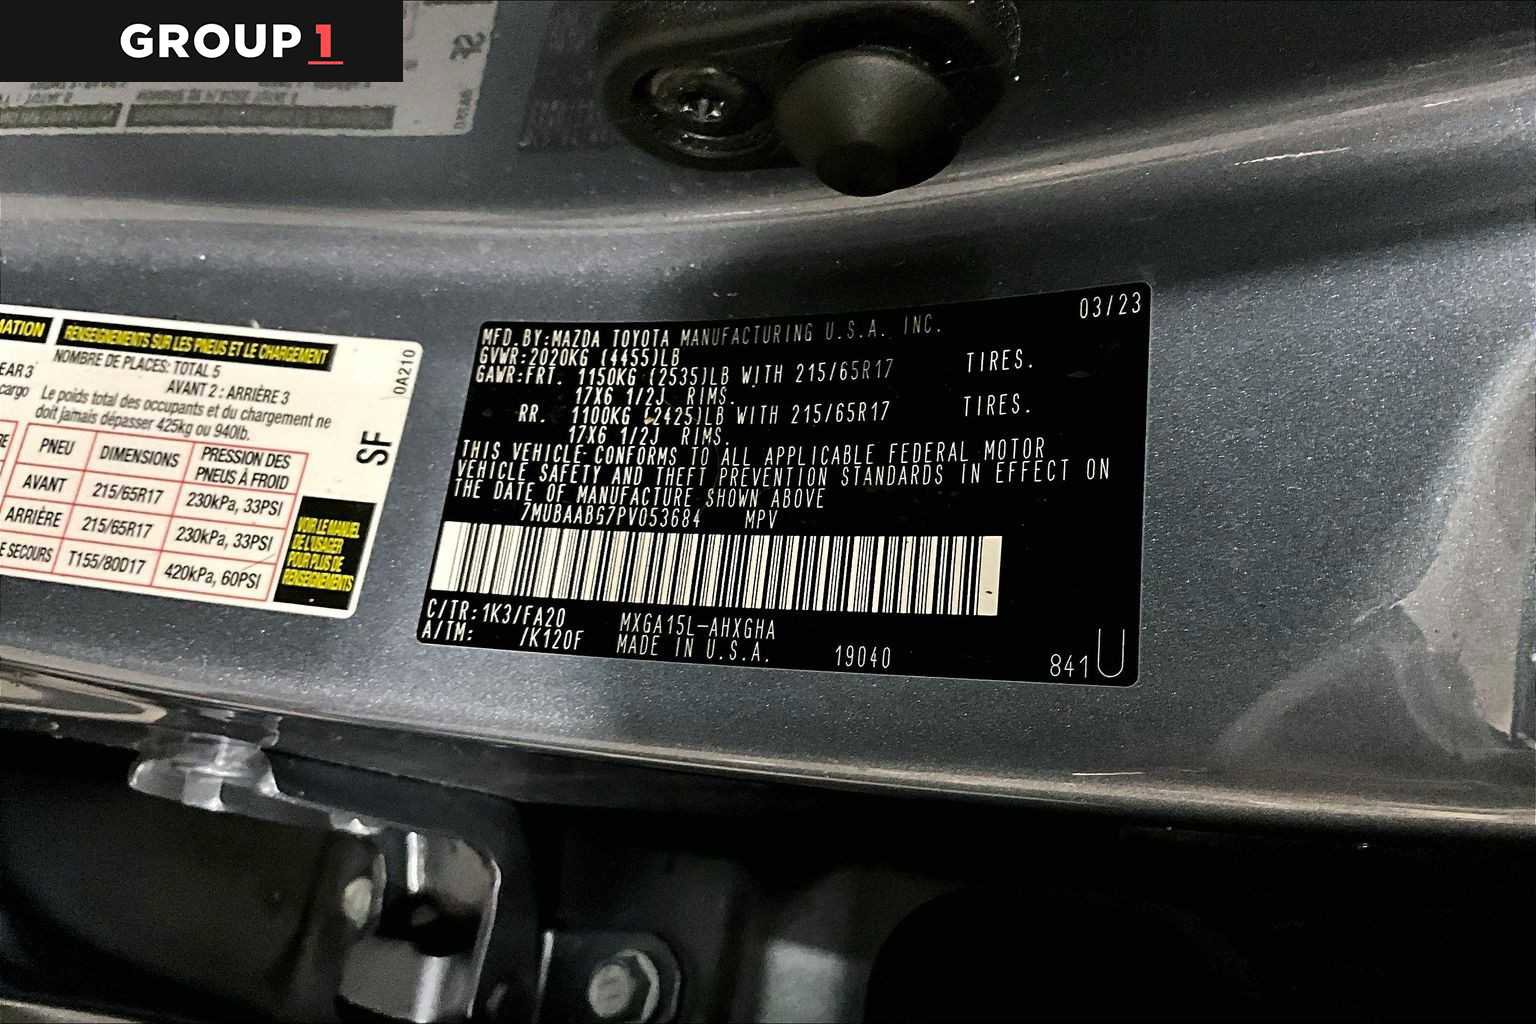 GROUP 1
MATION
RENSEIGNEMENTS SUR LES PNEUS ET LE CHARGEMENT
NOMBRE DE PLACES: TOTAL 5
EAR 3
AVANT 2 : ARRIÈRE 3
cargo
Le poids total des occupants et du chargement ne
doit jamais dépasser 425kg ou 940lb.
0A210
SF
PNEU DIMENSIONS PRESSION DES PNEUS À FROID
AVANT 215/65R17 230kPa, 33PSI
ARRIÈRE 215/65R17 230kPa, 33PSI
E SECOURS T155/80D17 420kPa, 60PSI
VOIR LE MANUEL
DE L'USAGER
POUR PLUS DE
RENSEIGNEMENTS
03/23
MFD.BY:MAZDA TOYOTA MANUFACTURING U.S.A. INC.
GVWR:2020KG (4455)LB
GAWR:FRT. 1150KG (2535)LB WITH 215/65R17 TIRES.
17X6 1/2J RIMS.
RR. 1100KG (2425)LB WITH 215/65R17 TIRES.
17X6 1/2J RIMS.
THIS VEHICLE CONFORMS TO ALL APPLICABLE FEDERAL MOTOR
VEHICLE SAFETY AND THEFT PREVENTION STANDARDS IN EFFECT ON
THE DATE OF MANUFACTURE SHOWN ABOVE
7MUBAABG7PV053684 MPV
C/TR:1K3/FA20 MXGA15L-AHXGHA
A/TM: /K120F MADE IN U.S.A. 19040
841U